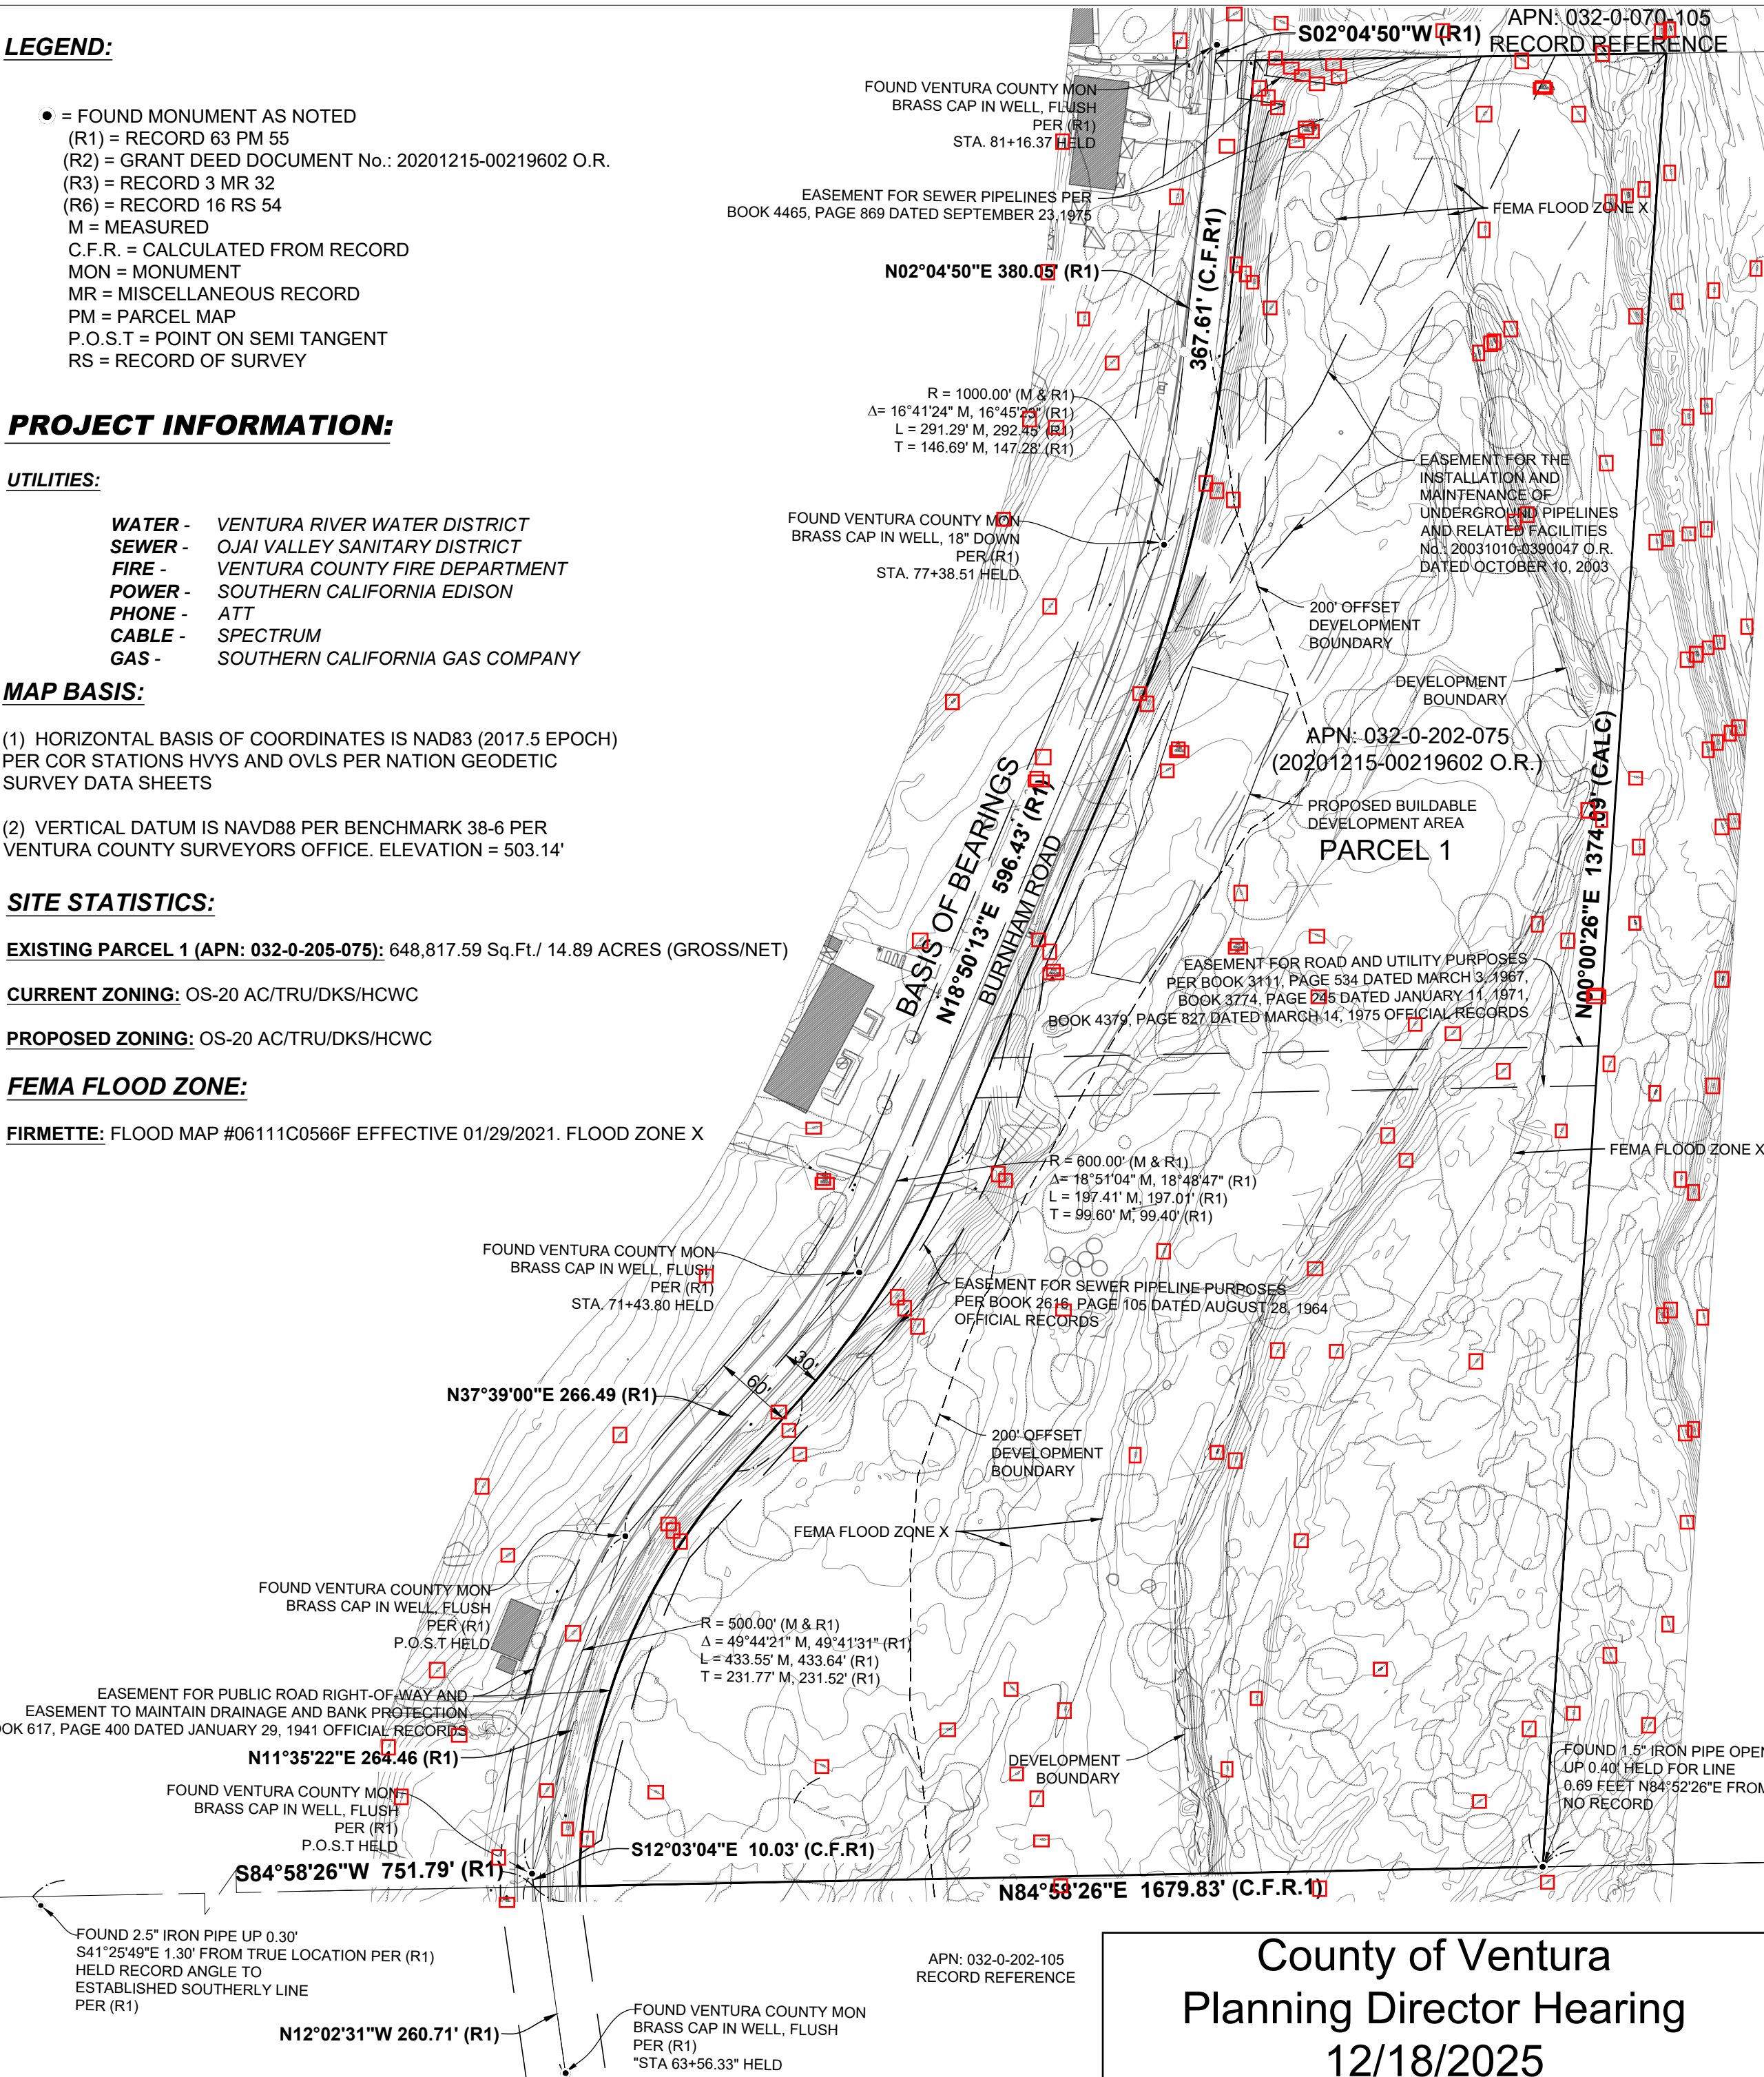 LEGEND:
= FOUND MONUMENT AS NOTED
(R1) = RECORD 63 PM 55
(R2) = GRANT DEED DOCUMENT No.: 20201215-00219602 O.R.
(R3) = RECORD 3 MR 32
(R6) = RECORD 16 RS 54
M = MEASURED
C.F.R. = CALCULATED FROM RECORD
MON = MONUMENT
MR = MISCELLANEOUS RECORD
PM = PARCEL MAP
P.O.S.T = POINT ON SEMI TANGENT
RS = RECORD OF SURVEY
PROJECT INFORMATION:
UTILITIES:
WATER - VENTURA RIVER WATER DISTRICT
SEWER - OJAI VALLEY SANITARY DISTRICT
FIRE - VENTURA COUNTY FIRE DEPARTMENT
POWER - SOUTHERN CALIFORNIA EDISON
PHONE - ATT
CABLE - SPECTRUM
GAS - SOUTHERN CALIFORNIA GAS COMPANY
MAP BASIS:
(1) HORIZONTAL BASIS OF COORDINATES IS NAD83 (2017.5 EPOCH)
PER COR STATIONS HVYS AND OVLS PER NATION GEODETIC
SURVEY DATA SHEETS
(2) VERTICAL DATUM IS NAVD88 PER BENCHMARK 38-6 PER
VENTURA COUNTY SURVEYORS OFFICE. ELEVATION = 503.14'
SITE STATISTICS:
EXISTING PARCEL 1 (APN: 032-0-205-075): 648,817.59 Sq.Ft./ 14.89 ACRES (GROSS/NET)
CURRENT ZONING: OS-20 AC/TRU/DKS/HCWC
PROPOSED ZONING: OS-20 AC/TRU/DKS/HCWC
FEMA FLOOD ZONE:
FIRMETTE: FLOOD MAP #06111C0566F EFFECTIVE 01/29/2021. FLOOD ZONE X
APN: 032-0-070-105
RECORD REFERENCE
S02°04'50"W (R1)
FOUND VENTURA COUNTY MON
BRASS CAP IN WELL, FLUSH
PER (R1)
STA. 81+16.37 HELD
EASEMENT FOR SEWER PIPELINES PER
BOOK 4465, PAGE 869 DATED SEPTEMBER 23,1975
FEMA FLOOD ZONE X
N02°04'50"E 380.05' (R1)
367.61' (C.F.R1)
R = 1000.00' (M & R1)
Δ= 16°41'24" M, 16°45'23" (R1)
L = 291.29' M, 292.45' (R1)
T = 146.69' M, 147.28' (R1)
EASEMENT FOR THE
INSTALLATION AND
MAINTENANCE OF
UNDERGROUND PIPELINES
AND RELATED FACILITIES
No.: 20031010-0390047 O.R.
DATED OCTOBER 10, 2003
FOUND VENTURA COUNTY MON
BRASS CAP IN WELL, 18" DOWN
PER (R1)
STA. 77+38.51 HELD
200' OFFSET
DEVELOPMENT
BOUNDARY
DEVELOPMENT
BOUNDARY
APN: 032-0-202-075
(20201215-00219602 O.R.)
PROPOSED BUILDABLE
DEVELOPMENT AREA
PARCEL 1
BASIS OF BEARINGS
N18°50'13"E 596.43' (R1)
BURNHAM ROAD
N00°00'26"E 1374.69' (CALC)
EASEMENT FOR ROAD AND UTILITY PURPOSES
PER BOOK 3111, PAGE 534 DATED MARCH 3, 1967,
BOOK 3774, PAGE 245 DATED JANUARY 11, 1971,
BOOK 4379, PAGE 827 DATED MARCH 14, 1975 OFFICIAL RECORDS
FEMA FLOOD ZONE X
R = 600.00' (M & R1)
Δ= 18°51'04" M, 18°48'47" (R1)
L = 197.41' M, 197.01' (R1)
T = 99.60' M, 99.40' (R1)
FOUND VENTURA COUNTY MON
BRASS CAP IN WELL, FLUSH
PER (R1)
STA. 71+43.80 HELD
EASEMENT FOR SEWER PIPELINE PURPOSES
PER BOOK 2616, PAGE 105 DATED AUGUST 28, 1964
OFFICIAL RECORDS
30'
60'
N37°39'00"E 266.49 (R1)
200' OFFSET
DEVELOPMENT
BOUNDARY
FEMA FLOOD ZONE X
FOUND VENTURA COUNTY MON
BRASS CAP IN WELL, FLUSH
PER (R1)
P.O.S.T HELD
R = 500.00' (M & R1)
Δ = 49°44'21" M, 49°41'31" (R1)
L = 433.55' M, 433.64' (R1)
T = 231.77' M, 231.52' (R1)
EASEMENT FOR PUBLIC ROAD RIGHT-OF-WAY AND
EASEMENT TO MAINTAIN DRAINAGE AND BANK PROTECTION
OOK 617, PAGE 400 DATED JANUARY 29, 1941 OFFICIAL RECORDS
N11°35'22"E 264.46 (R1)
FOUND VENTURA COUNTY MON
BRASS CAP IN WELL, FLUSH
PER (R1)
P.O.S.T HELD
DEVELOPMENT
BOUNDARY
FOUND 1.5" IRON PIPE OPEN
UP 0.40' HELD FOR LINE
0.69 FEET N84°52'26"E FROM
NO RECORD
S12°03'04"E 10.03' (C.F.R1)
S84°58'26"W 751.79' (R1)
N84°58'26"E 1679.83' (C.F.R.1)
FOUND 2.5" IRON PIPE UP 0.30'
S41°25'49"E 1.30' FROM TRUE LOCATION PER (R1)
HELD RECORD ANGLE TO
ESTABLISHED SOUTHERLY LINE
PER (R1)
APN: 032-0-202-105
RECORD REFERENCE
N12°02'31"W 260.71' (R1)
FOUND VENTURA COUNTY MON
BRASS CAP IN WELL, FLUSH
PER (R1)
"STA 63+56.33" HELD
County of Ventura
Planning Director Hearing
12/18/2025